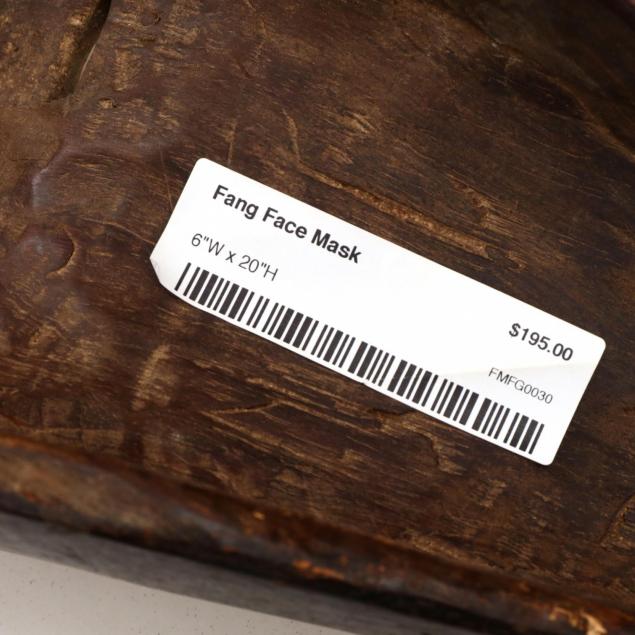 Fang Face Mask
6"W x 20"H
$195.00
FMFG0030